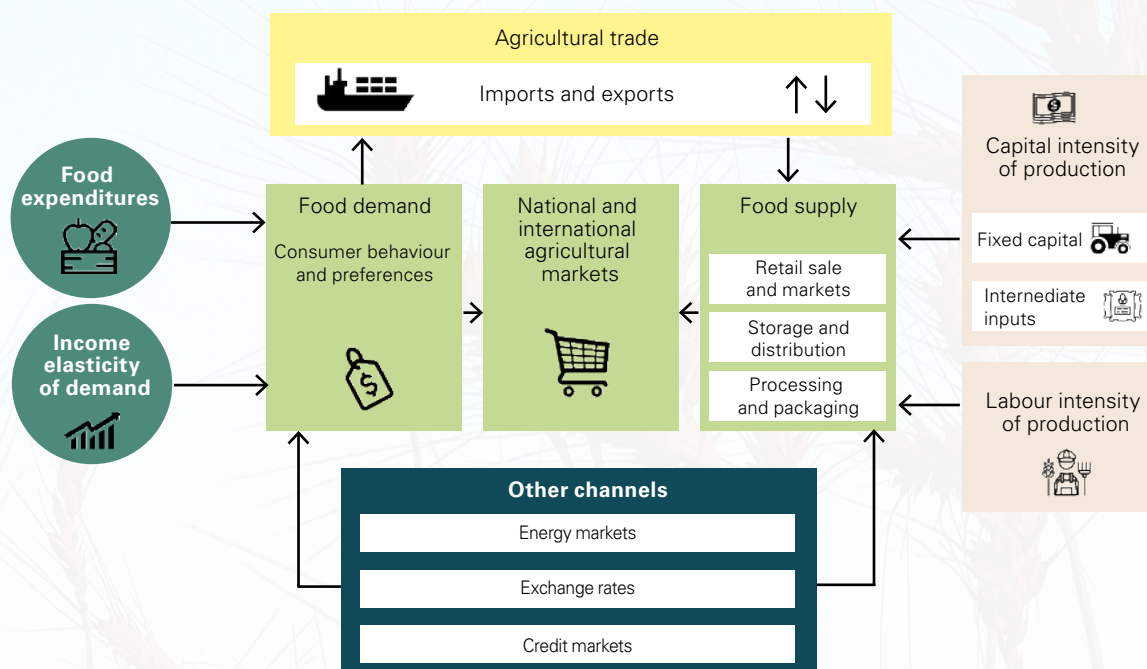 Agricultural trade
Imports and exports
Food
expenditures
Income
elasticity
of demand
Food demand
Consumer behaviour
and preferences
$
National and
international
agricultural
markets
Food supply
Retail sale
and markets
Storage and
distribution
Processing
and packaging
$
Capital intensity
of production
Fixed capital
Internediate
inputs
Labour intensity
of production
Other channels
Energy markets
Exchange rates
Credit markets